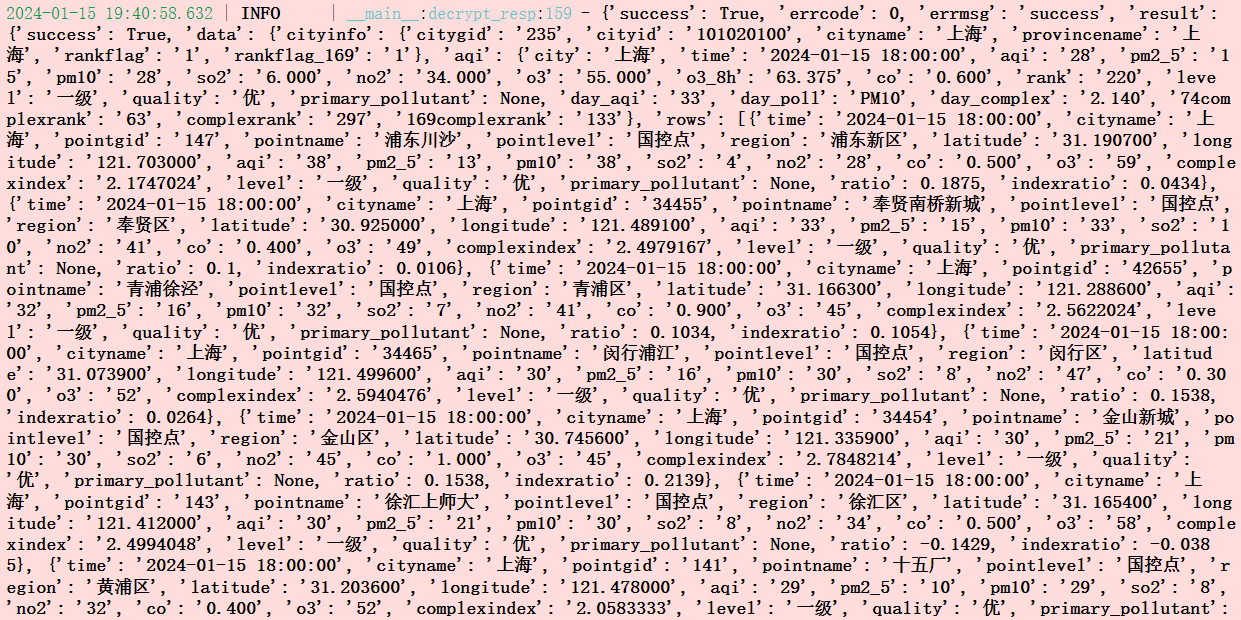 2024-01-15 19:40:58.632 | INFO     | __main__:decrypt_resp:159 - {'success': True, 'errcode': 0, 'errmsg': 'success', 'result':
{'success': True, 'data': {'cityinfo': {'citygid': '235', 'cityid': '101020100', 'cityname': '上海', 'provincename': '上
海', 'rankflag': '1', 'rankflag_169': '1'}, 'aqi': {'city': '上海', 'time': '2024-01-15 18:00:00', 'aqi': '28', 'pm2_5': '1
5', 'pm10': '28', 'so2': '6.000', 'no2': '34.000', 'o3': '55.000', 'o3_8h': '63.375', 'co': '0.600', 'rank': '220', 'leve
l': '一级', 'quality': '优', 'primary_pollutant': None, 'day_aqi': '33', 'day_poll': 'PM10', 'day_complex': '2.140', '74com
plexrank': '63', 'complexrank': '297', '169complexrank': '133'}, 'rows': [{'time': '2024-01-15 18:00:00', 'cityname': '上
海', 'pointgid': '147', 'pointname': '浦东川沙', 'pointlevel': '国控点', 'region': '浦东新区', 'latitude': '31.190700', 'long
itude': '121.703000', 'aqi': '38', 'pm2_5': '13', 'pm10': '38', 'so2': '4', 'no2': '28', 'co': '0.500', 'o3': '59', 'comple
xindex': '2.1747024', 'level': '一级', 'quality': '优', 'primary_pollutant': None, 'ratio': 0.1875, 'indexratio': 0.0434},
{'time': '2024-01-15 18:00:00', 'cityname': '上海', 'pointgid': '34455', 'pointname': '奉贤南桥新城', 'pointlevel': '国控点',
'region': '奉贤区', 'latitude': '30.925000', 'longitude': '121.489100', 'aqi': '33', 'pm2_5': '15', 'pm10': '33', 'so2': '1
0', 'no2': '41', 'co': '0.400', 'o3': '49', 'complexindex': '2.4979167', 'level': '一级', 'quality': '优', 'primary_polluta
nt': None, 'ratio': 0.1, 'indexratio': 0.0106}, {'time': '2024-01-15 18:00:00', 'cityname': '上海', 'pointgid': '42655', 'p
ointname': '青浦徐泾', 'pointlevel': '国控点', 'region': '青浦区', 'latitude': '31.166300', 'longitude': '121.288600', 'aqi':
'32', 'pm2_5': '16', 'pm10': '32', 'so2': '7', 'no2': '41', 'co': '0.900', 'o3': '45', 'complexindex': '2.5622024', 'leve
l': '一级', 'quality': '优', 'primary_pollutant': None, 'ratio': 0.1034, 'indexratio': 0.1054}, {'time': '2024-01-15 18:00:
00', 'cityname': '上海', 'pointgid': '34465', 'pointname': '闵行浦江', 'pointlevel': '国控点', 'region': '闵行区', 'latitud
e': '31.073900', 'longitude': '121.499600', 'aqi': '30', 'pm2_5': '16', 'pm10': '30', 'so2': '8', 'no2': '47', 'co': '0.30
0', 'o3': '52', 'complexindex': '2.5940476', 'level': '一级', 'quality': '优', 'primary_pollutant': None, 'ratio': 0.1538,
'indexratio': 0.0264}, {'time': '2024-01-15 18:00:00', 'cityname': '上海', 'pointgid': '34454', 'pointname': '金山新城', 'po
intlevel': '国控点', 'region': '金山区', 'latitude': '30.745600', 'longitude': '121.335900', 'aqi': '30', 'pm2_5': '21', 'pm
10': '30', 'so2': '6', 'no2': '45', 'co': '1.000', 'o3': '45', 'complexindex': '2.7848214', 'level': '一级', 'quality':
'优', 'primary_pollutant': None, 'ratio': 0.1538, 'indexratio': 0.2139}, {'time': '2024-01-15 18:00:00', 'cityname': '上
海', 'pointgid': '143', 'pointname': '徐汇上师大', 'pointlevel': '国控点', 'region': '徐汇区', 'latitude': '31.165400', 'long
itude': '121.412000', 'aqi': '30', 'pm2_5': '21', 'pm10': '30', 'so2': '8', 'no2': '34', 'co': '0.500', 'o3': '58', 'comple
xindex': '2.4994048', 'level': '一级', 'quality': '优', 'primary_pollutant': None, 'ratio': -0.1429, 'indexratio': -0.038
5}, {'time': '2024-01-15 18:00:00', 'cityname': '上海', 'pointgid': '141', 'pointname': '十五厂', 'pointlevel': '国控点', 'r
egion': '黄浦区', 'latitude': '31.203600', 'longitude': '121.478000', 'aqi': '29', 'pm2_5': '10', 'pm10': '29', 'so2': '8',
'no2': '32', 'co': '0.400', 'o3': '52', 'complexindex': '2.0583333', 'level': '一级', 'quality': '优', 'primary_pollutant':